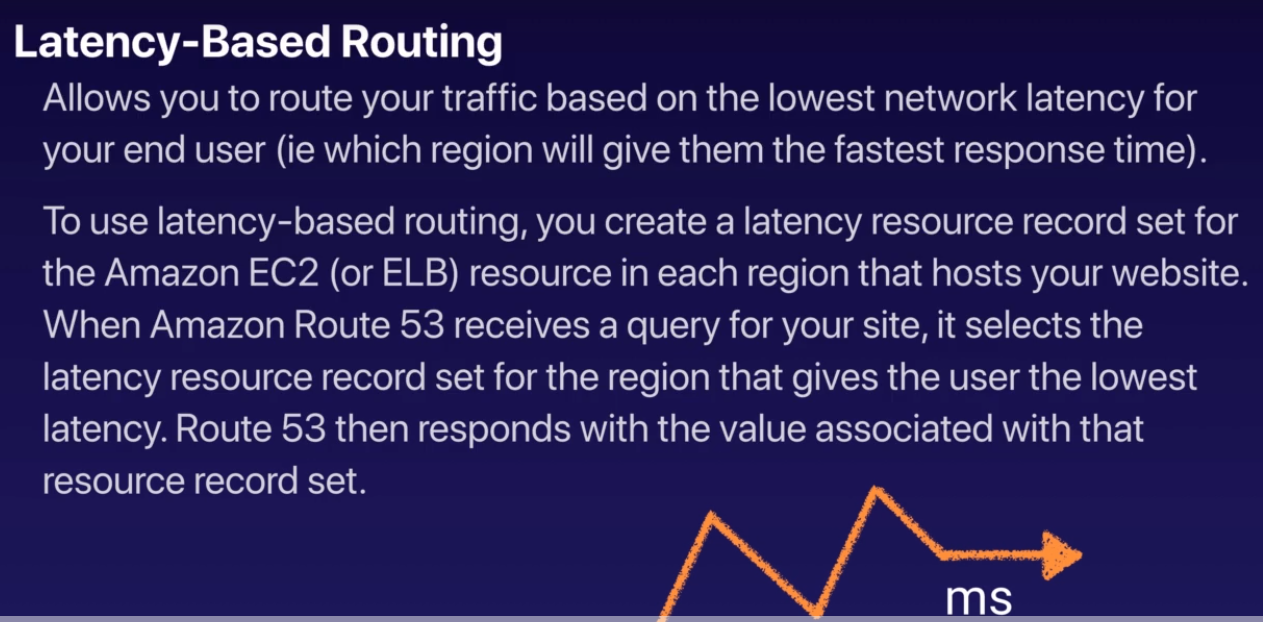 Latency-Based Routing
Allows you to route your traffic based on the lowest network latency for
your end user (ie which region will give them the fastest response time).
To use latency-based routing, you create a latency resource record set for
the Amazon EC2 (or ELB) resource in each region that hosts your website.
When Amazon Route 53 receives a query for your site, it selects the
latency resource record set for the region that gives the user the lowest
latency. Route 53 then responds with the value associated with that
resource record set.
ms